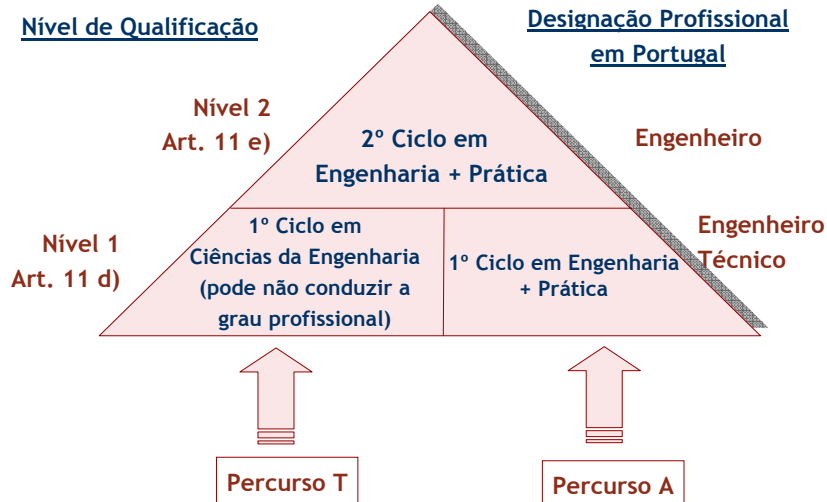 Nível de Qualificação
Designação Profissional
em Portugal
Nível 2
Art. 11 e)
2º Ciclo em
Engenharia + Prática
Engenheiro
Nível 1
Art. 11 d)
1º Ciclo em
Ciências da Engenharia
(pode não conduzir a
grau profissional)
1º Ciclo em Engenharia
+ Prática
Engenheiro
Técnico
Percurso T
Percurso A